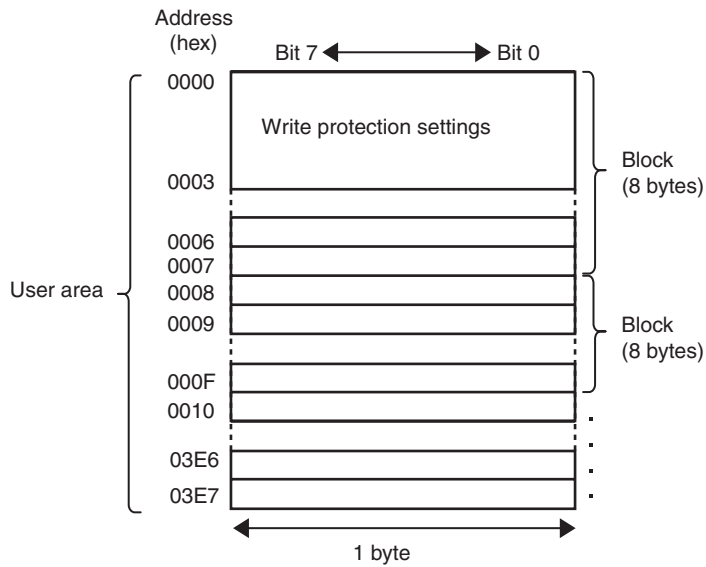 Address
(hex)
Bit 7 Bit 0
0000
Write protection settings
0003
Block
(8 bytes)
0006
0007
User area
0008
0009
Block
(8 bytes)
000F
0010
03E6
03E7
1 byte